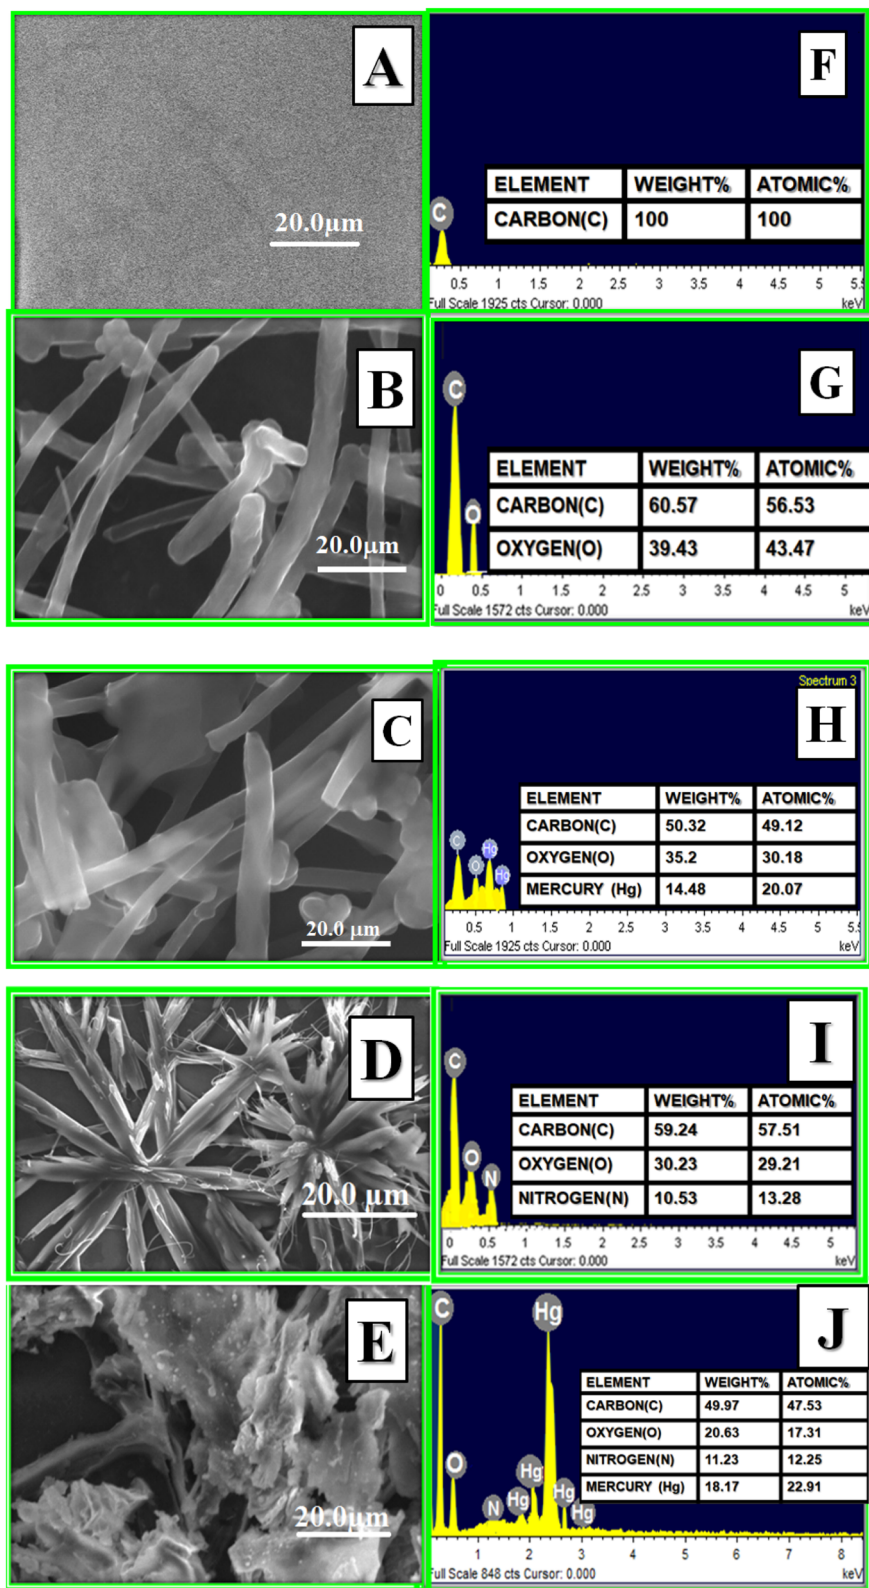 A
20.0µm
F
ELEMENT WEIGHT% ATOMIC%
CARBON(C) 100 100
C
0.5 1 1.5 2 2.5 3 3.5 4 4.5 5 5.5
Full Scale 1925 cts Cursor: 0.000 keV
B
20.0µm
G
C
O
ELEMENT WEIGHT% ATOMIC%
CARBON(C) 60.57 56.53
OXYGEN(O) 39.43 43.47
0 0.5 1 1.5 2 2.5 3 3.5 4 4.5 5
Full Scale 1572 cts Cursor: 0.000 keV
C
20.0 µm
Spectrum 3
H
ELEMENT WEIGHT% ATOMIC%
CARBON(C) 50.32 49.12
OXYGEN(O) 35.2 30.18
MERCURY (Hg) 14.48 20.07
C O Hg Hg
0.5 1 1.5 2 2.5 3 3.5 4 4.5 5 5.5
Full Scale 1925 cts Cursor: 0.000 keV
D
20.0 µm
I
C
O
N
ELEMENT WEIGHT% ATOMIC%
CARBON(C) 59.24 57.51
OXYGEN(O) 30.23 29.21
NITROGEN(N) 10.53 13.28
0 0.5 1 1.5 2 2.5 3 3.5 4 4.5 5
Full Scale 1572 cts Cursor: 0.000 keV
E
20.0µm
J
C Hg
O N Hg Hg Hg Hg
ELEMENT WEIGHT% ATOMIC%
CARBON(C) 49.97 47.53
OXYGEN(O) 20.63 17.31
NITROGEN(N) 11.23 12.25
MERCURY (Hg) 18.17 22.91
1 2 3 4 5 6 7 8
Full Scale 848 cts Cursor: 0.000 keV